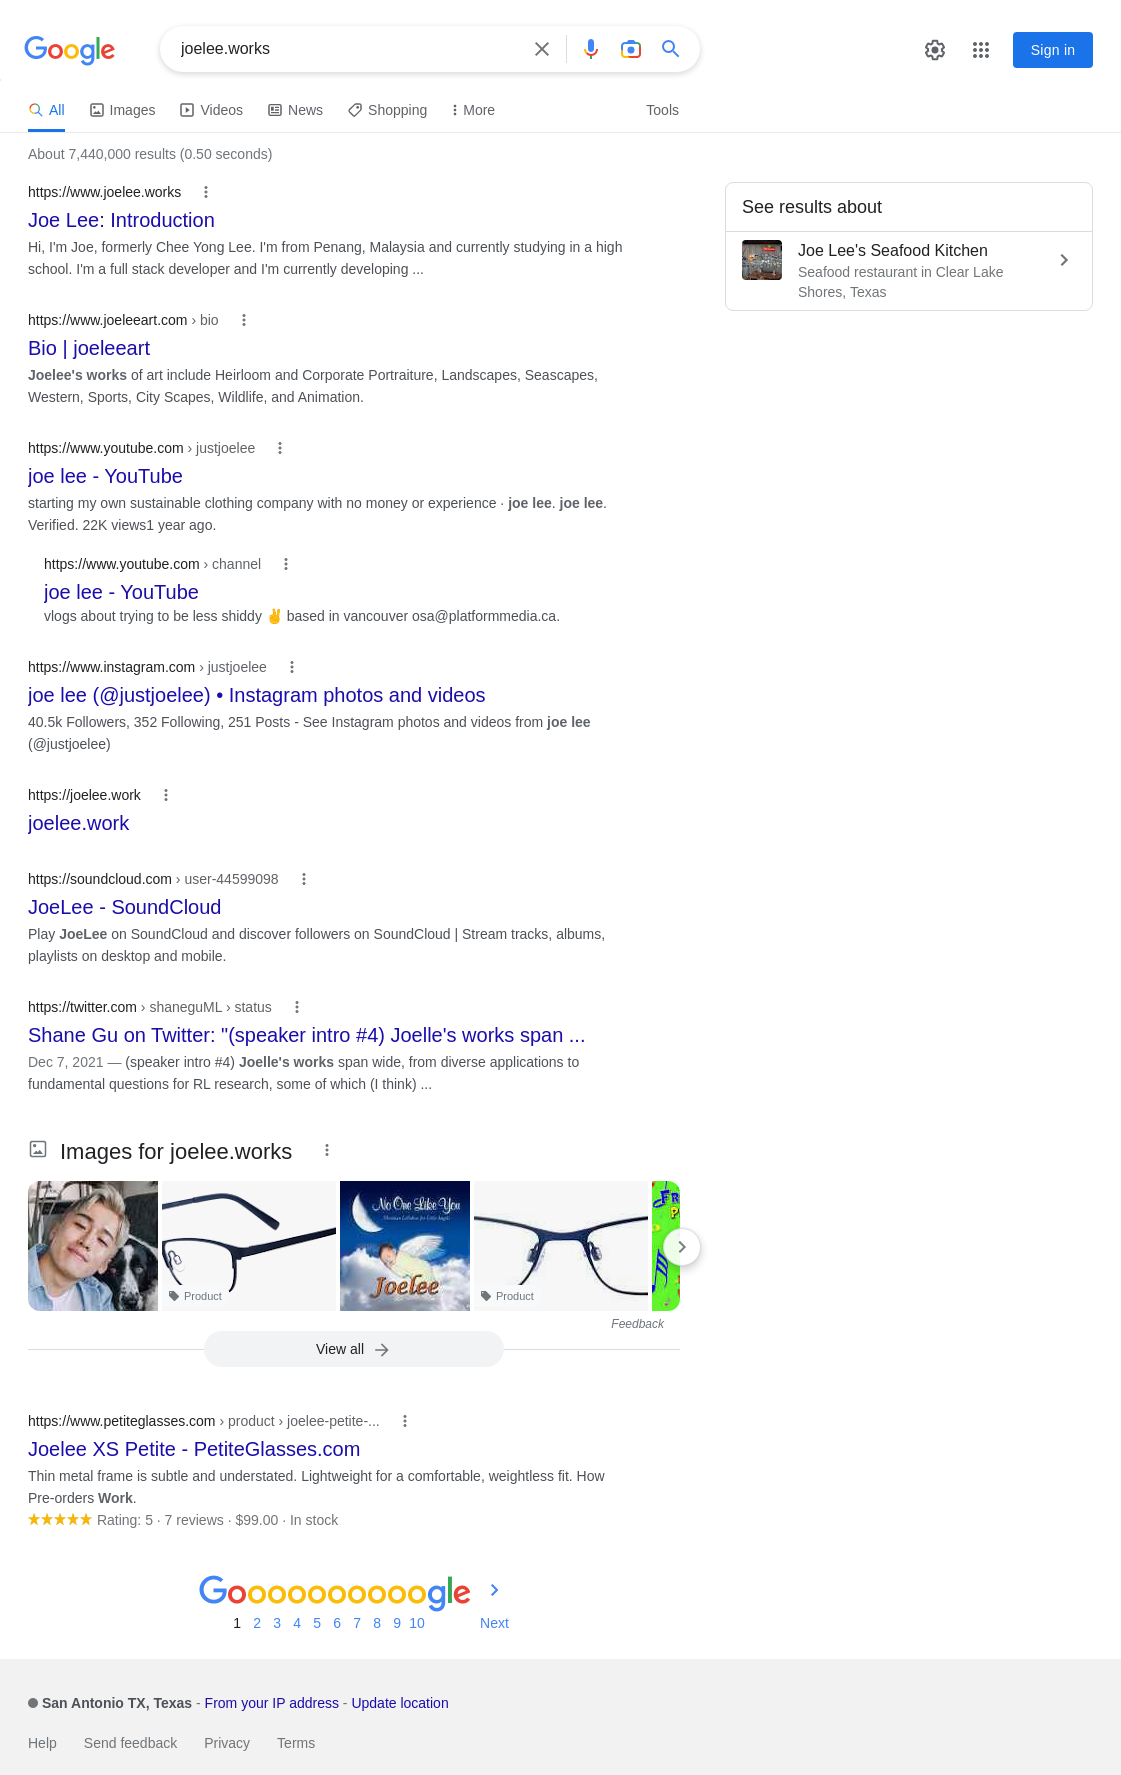 Google
joelee.works
Sign in
All
Images
Videos
News
Shopping
More
Tools
About 7,440,000 results (0.50 seconds)
https://www.joelee.works
Joe Lee: Introduction
Hi, I'm Joe, formerly Chee Yong Lee. I'm from Penang, Malaysia and currently studying in a high
school. I'm a full stack developer and I'm currently developing ...
See results about
Joe Lee's Seafood Kitchen
Seafood restaurant in Clear Lake
Shores, Texas
https://www.joeleeart.com › bio
Bio | joeleeart
Joelee's works of art include Heirloom and Corporate Portraiture, Landscapes, Seascapes,
Western, Sports, City Scapes, Wildlife, and Animation.
https://www.youtube.com › justjoelee
joe lee - YouTube
starting my own sustainable clothing company with no money or experience · joe lee. joe lee.
Verified. 22K views1 year ago.
https://www.youtube.com › channel
joe lee - YouTube
vlogs about trying to be less shiddy ✌ based in vancouver osa@platformmedia.ca.
https://www.instagram.com › justjoelee
joe lee (@justjoelee) • Instagram photos and videos
40.5k Followers, 352 Following, 251 Posts - See Instagram photos and videos from joe lee
(@justjoelee)
https://joelee.work
joelee.work
https://soundcloud.com › user-44599098
JoeLee - SoundCloud
Play JoeLee on SoundCloud and discover followers on SoundCloud | Stream tracks, albums,
playlists on desktop and mobile.
https://twitter.com › shaneguML › status
Shane Gu on Twitter: "(speaker intro #4) Joelle's works span ...
Dec 7, 2021 — (speaker intro #4) Joelle's works span wide, from diverse applications to
fundamental questions for RL research, some of which (I think) ...
Images for joelee.works
No One Like You
Joelee
Product
Product
Feedback
View all
https://www.petiteglasses.com › product › joelee-petite-...
Joelee XS Petite - PetiteGlasses.com
Thin metal frame is subtle and understated. Lightweight for a comfortable, weightless fit. How
Pre-orders Work.
Rating: 5 · 7 reviews · $99.00 · In stock
Goooooooooogle
1 2 3 4 5 6 7 8 9 10 Next
San Antonio TX, Texas - From your IP address - Update location
Help
Send feedback
Privacy
Terms